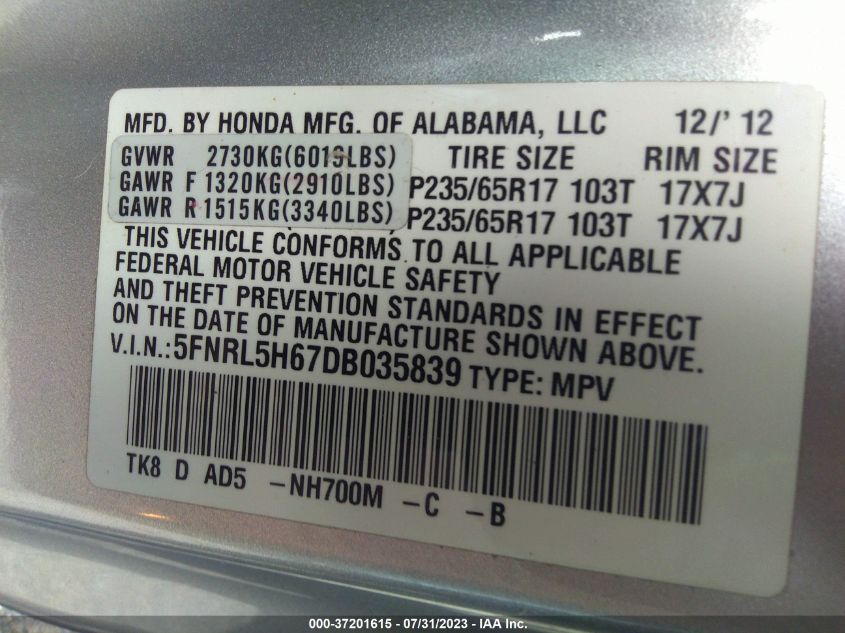 MFD. BY HONDA MFG. OF ALABAMA, LLC 12/' 12
GVWR 2730KG(6019LBS) TIRE SIZE RIM SIZE
GAWR F 1320KG(2910LBS) P235/65R17 103T 17X7J
GAWR R 1515KG(3340LBS) P235/65R17 103T 17X7J
THIS VEHICLE CONFORMS TO ALL APPLICABLE
FEDERAL MOTOR VEHICLE SAFETY
AND THEFT PREVENTION STANDARDS IN EFFECT
ON THE DATE OF MANUFACTURE SHOWN ABOVE.
V.I.N.:5FNRL5H67DB035839 TYPE: MPV
TK8 D AD5 -NH700M -C -B
000-37201615 - 07/31/2023 - IAA Inc.